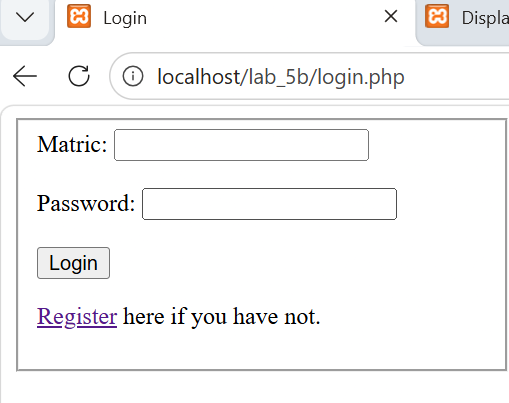 Login
Displa
localhost/lab_5b/login.php
Matric:
Password:
Login
Register here if you have not.